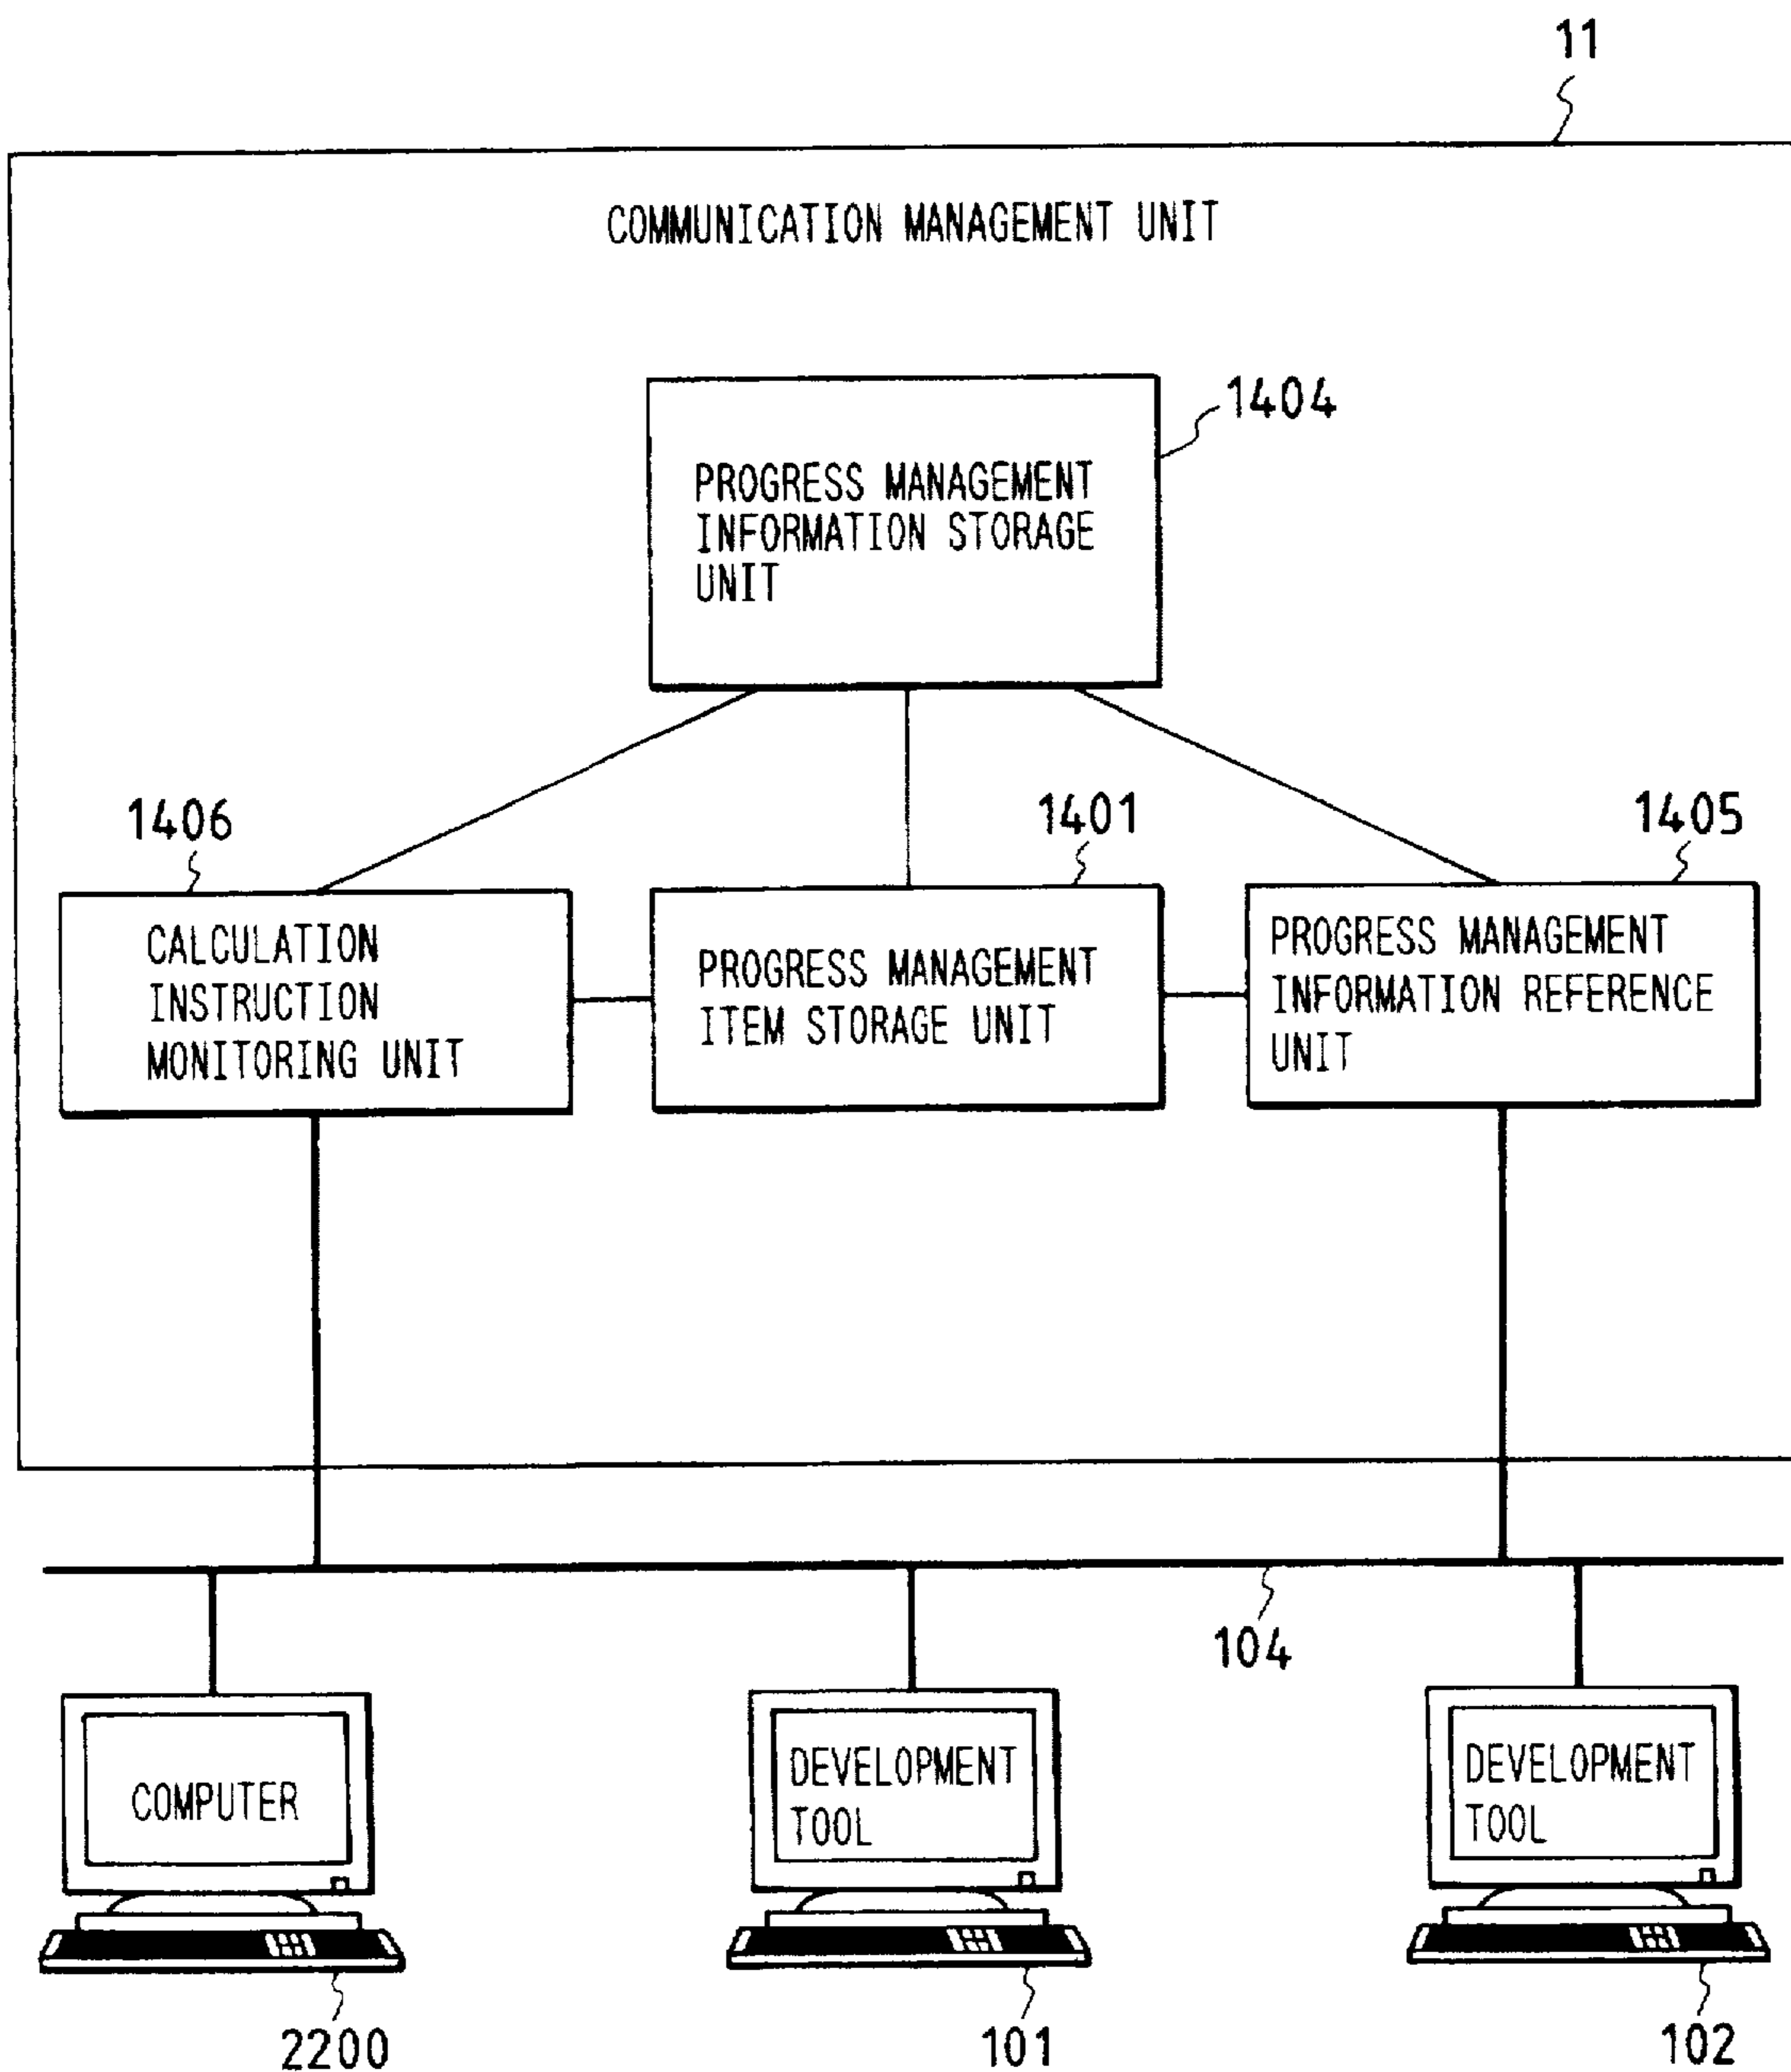 11
COMMUNICATION MANAGEMENT UNIT
1404
PROGRESS MANAGEMENT
INFORMATION STORAGE
UNIT
1406
1401
1405
CALCULATION
INSTRUCTION
MONITORING UNIT
PROGRESS MANAGEMENT
ITEM STORAGE UNIT
PROGRESS MANAGEMENT
INFORMATION REFERENCE
UNIT
104
COMPUTER
DEVELOPMENT
TOOL
DEVELOPMENT
TOOL
2200
101
102